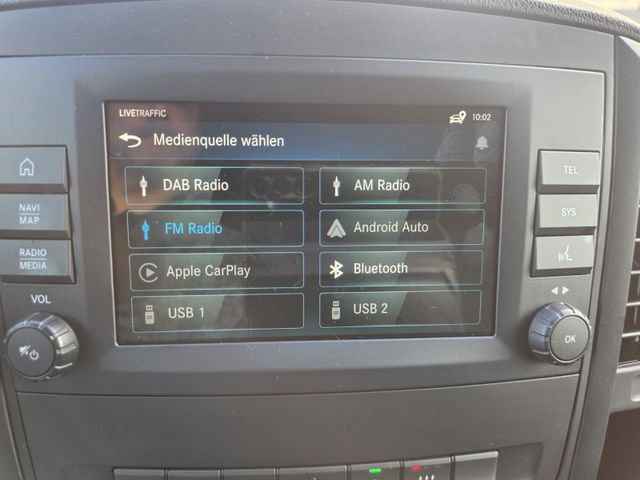 LIVETRAFFIC
10:02
Medienquelle wählen
DAB Radio
AM Radio
FM Radio
Android Auto
Apple CarPlay
Bluetooth
USB 1
USB 2
NAVI
MAP
RADIO
MEDIA
VOL
TEL
SYS
OK